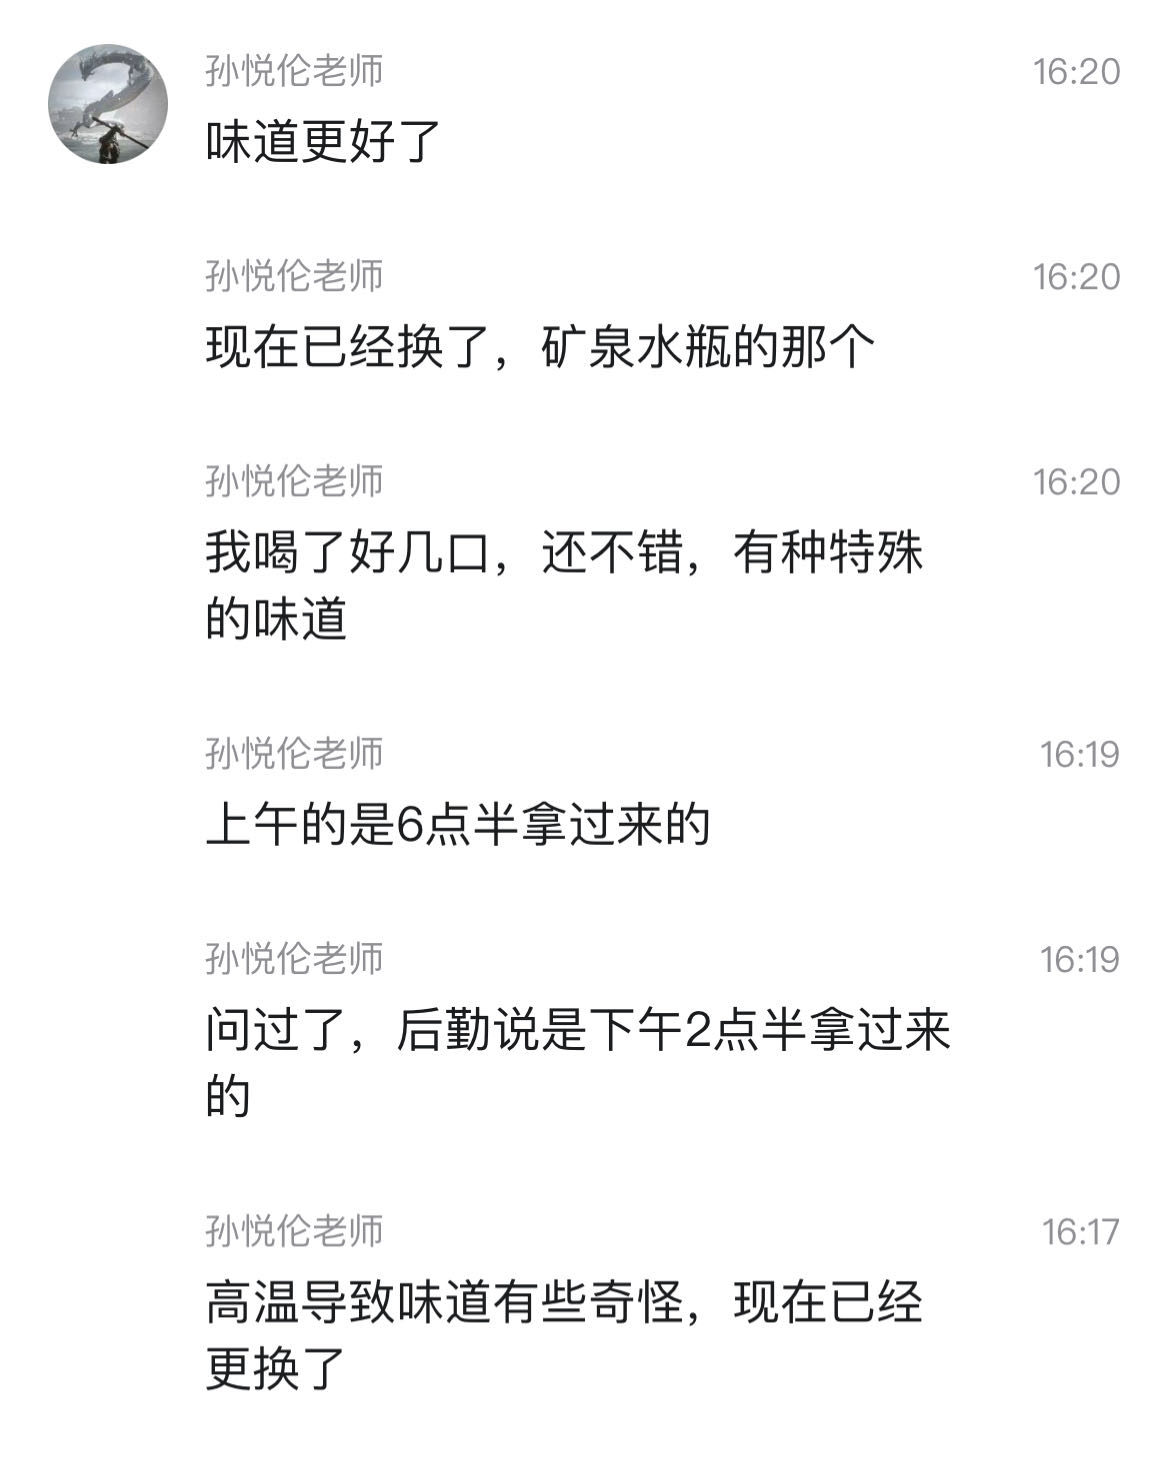 孙悦伦老师 16:20
味道更好了
孙悦伦老师 16:20
现在已经换了，矿泉水瓶的那个
孙悦伦老师 16:20
我喝了好几口，还不错，有种特殊
的味道
孙悦伦老师 16:19
上午的是6点半拿过来的
孙悦伦老师 16:19
问过了，后勤说是下午2点半拿过来
的
孙悦伦老师 16:17
高温导致味道有些奇怪，现在已经
更换了